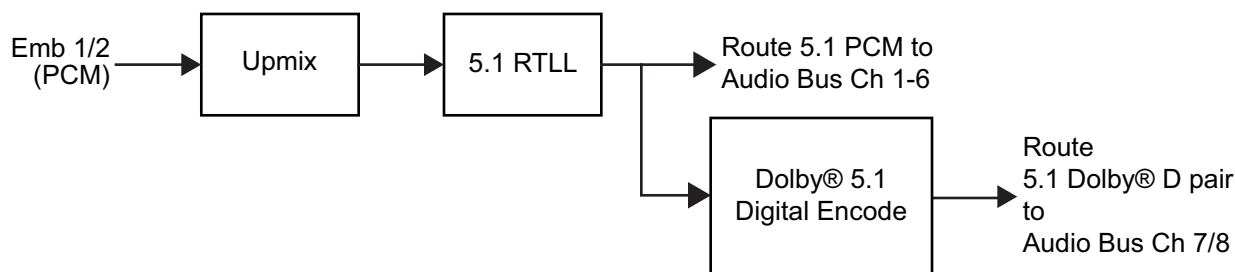 Emb 1/2
(PCM)
Upmix
5.1 RTLL
Route 5.1 PCM to
Audio Bus Ch 1-6
Dolby® 5.1
Digital Encode
Route
5.1 Dolby® D pair
to
Audio Bus Ch 7/8